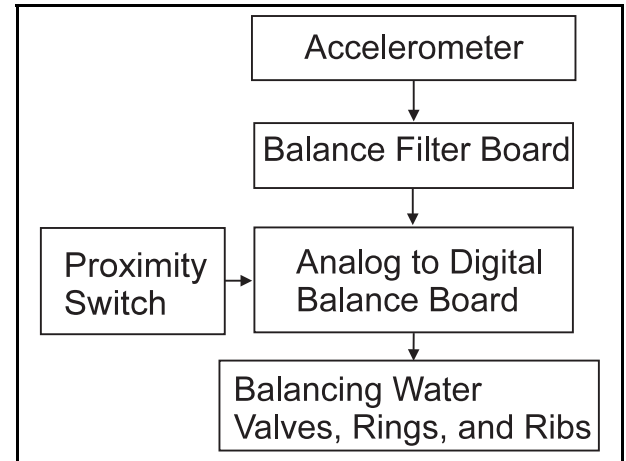 Accelerometer
Balance Filter Board
Proximity
Switch
Analog to Digital
Balance Board
Balancing Water
Valves, Rings, and Ribs